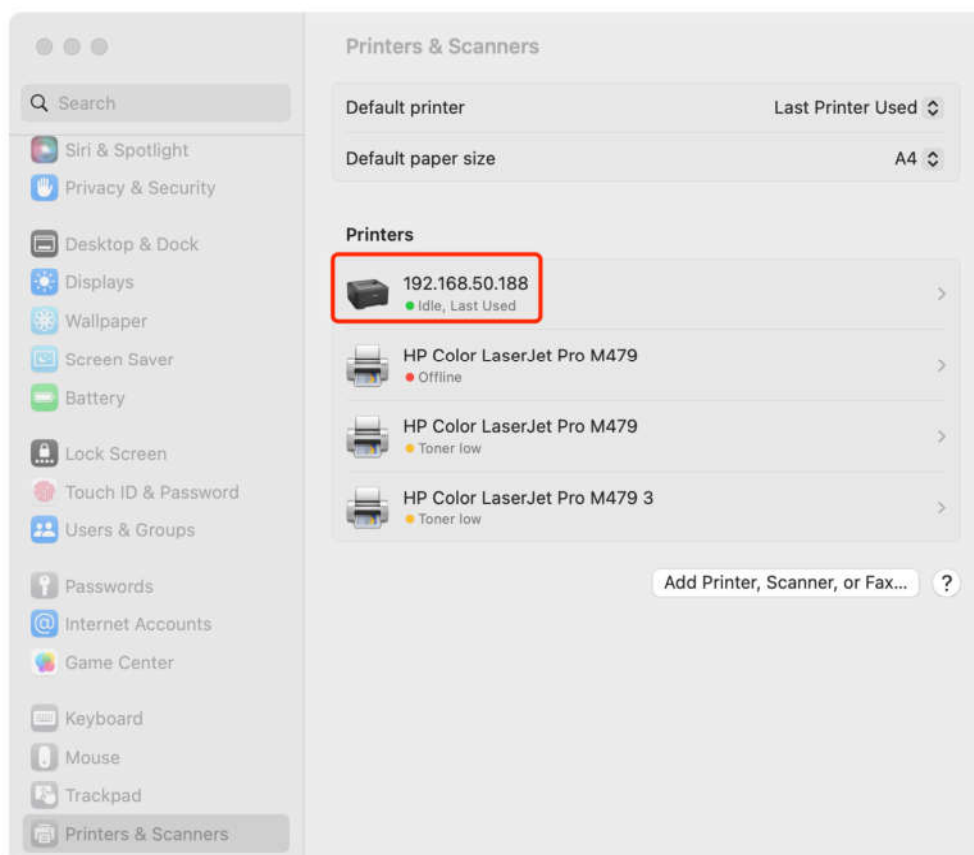 Search
Siri & Spotlight
Privacy & Security
Desktop & Dock
Displays
Wallpaper
Screen Saver
Battery
Lock Screen
Touch ID & Password
Users & Groups
Passwords
Internet Accounts
Game Center
Keyboard
Mouse
Trackpad
Printers & Scanners
Printers & Scanners
Default printer Last Printer Used
Default paper size A4
Printers
192.168.50.188
Idle, Last Used
HP Color LaserJet Pro M479
Offline
HP Color LaserJet Pro M479
Toner low
HP Color LaserJet Pro M479 3
Toner low
Add Printer, Scanner, or Fax... ?